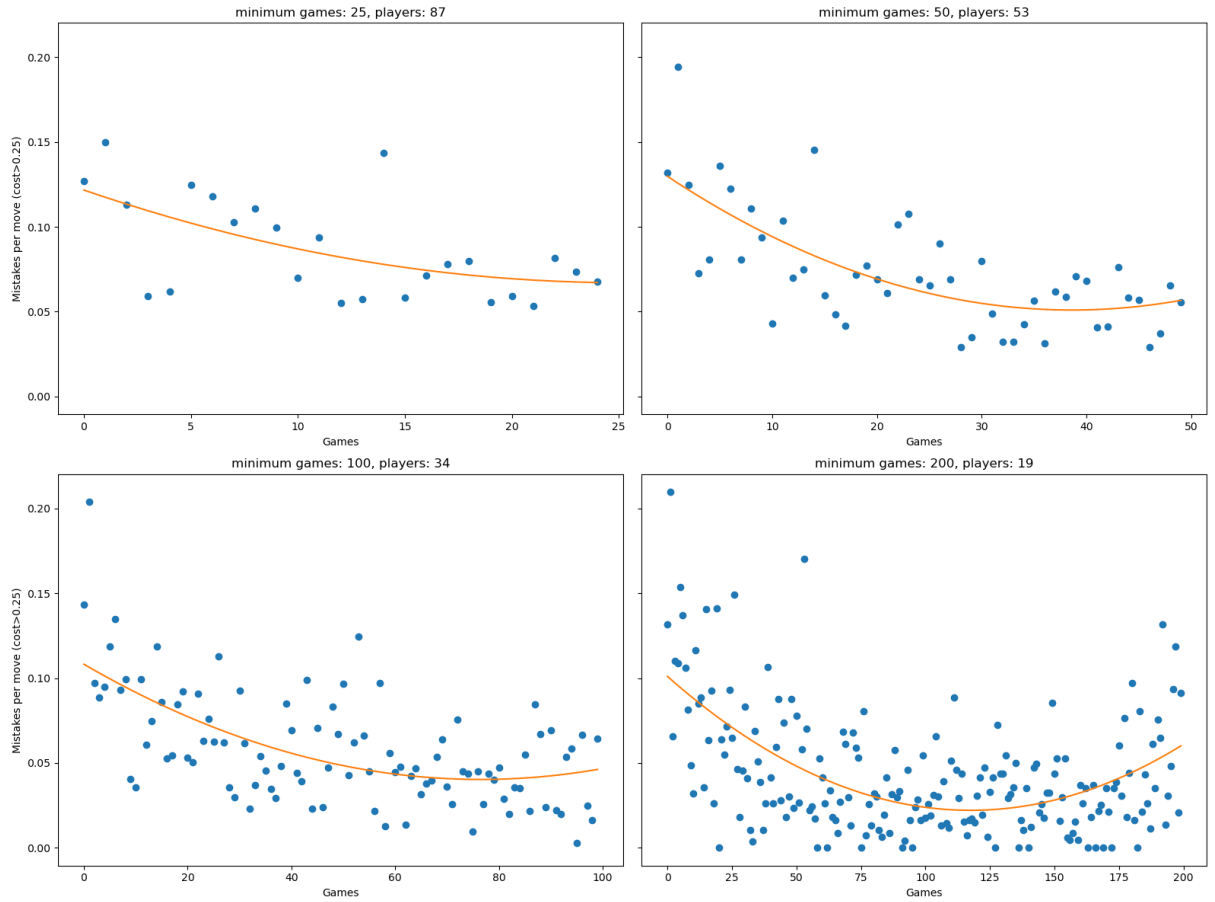 minimum games: 25, players: 87
minimum games: 50, players: 53
Mistakes per move (cost>0.25)
0.20
0.15
0.10
0.05
0.00
0 5 10 15 20 25
0 10 20 30 40 50
Games
Games
minimum games: 100, players: 34
minimum games: 200, players: 19
Mistakes per move (cost>0.25)
0.20
0.15
0.10
0.05
0.00
0 20 40 60 80 100
0 25 50 75 100 125 150 175 200
Games
Games